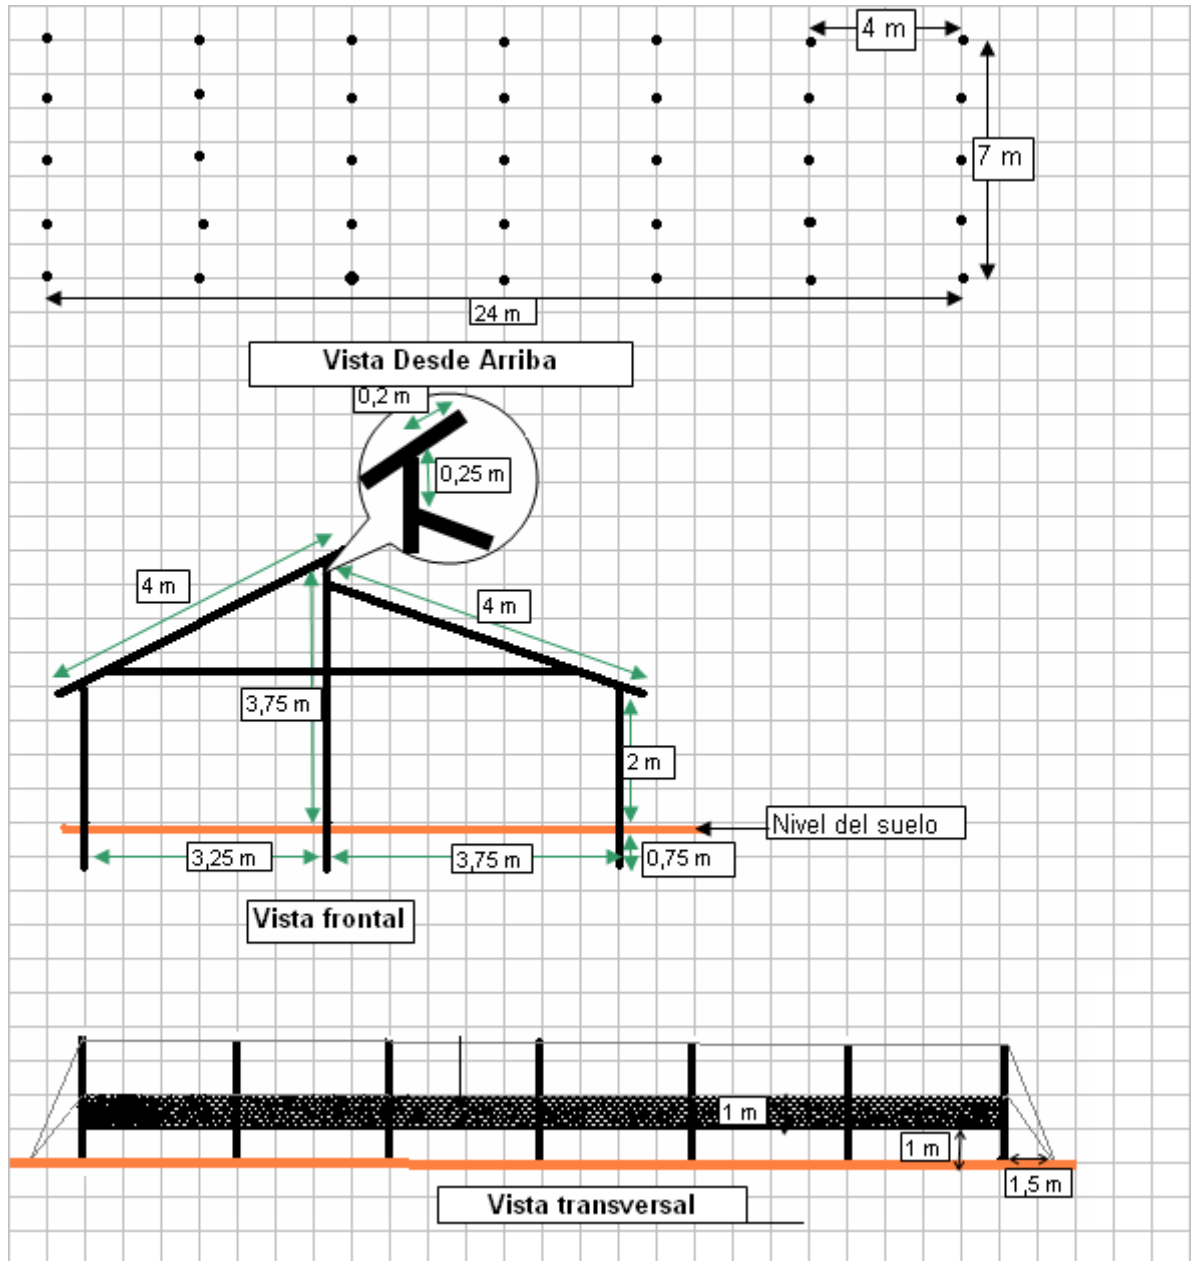 4 m
7 m
24 m
Vista Desde Arriba
0,2 m
0,25 m
4 m
4 m
3,75 m
2 m
Nivel del suelo
3,25 m
3,75 m
0,75 m
Vista frontal
1 m
1 m
1,5 m
Vista transversal